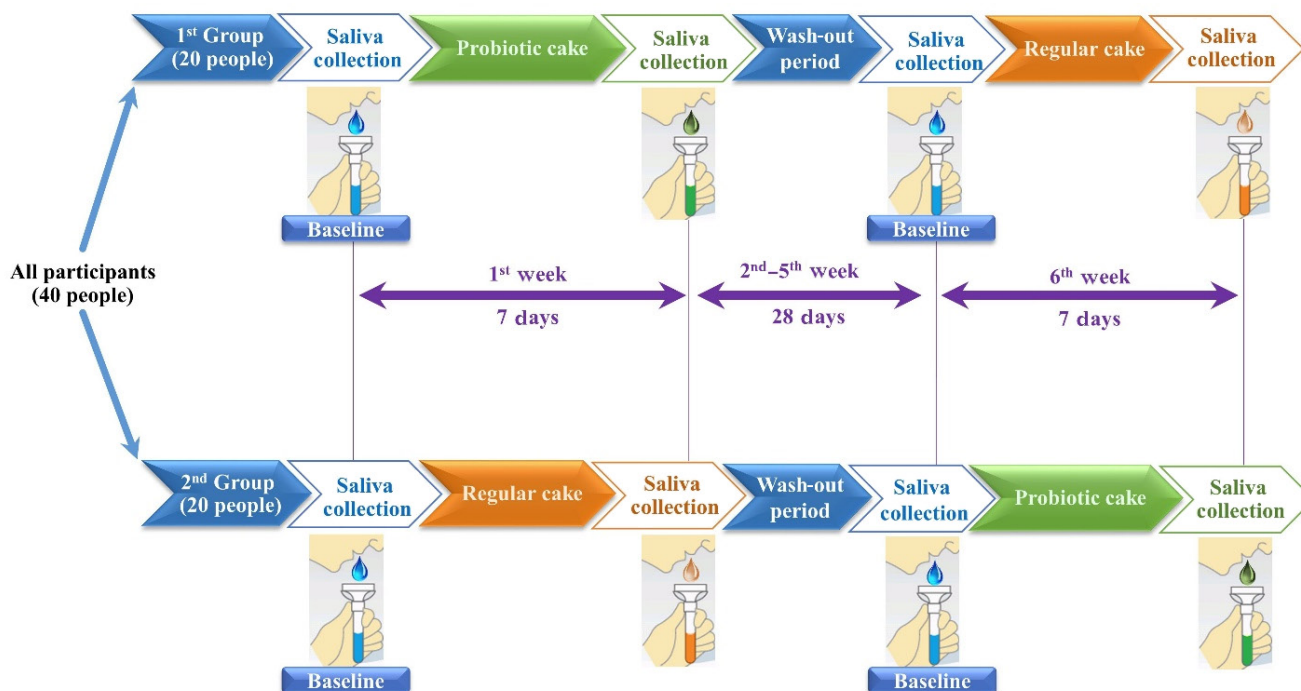 1st Group
(20 people)
Saliva
collection
Probiotic cake
Saliva
collection
Wash-out
period
Saliva
collection
Regular cake
Saliva
collection
Baseline
Baseline
All participants
(40 people)
1st week
7 days
2nd–5th week
28 days
6th week
7 days
2nd Group
(20 people)
Saliva
collection
Regular cake
Saliva
collection
Wash-out
period
Saliva
collection
Probiotic cake
Saliva
collection
Baseline
Baseline